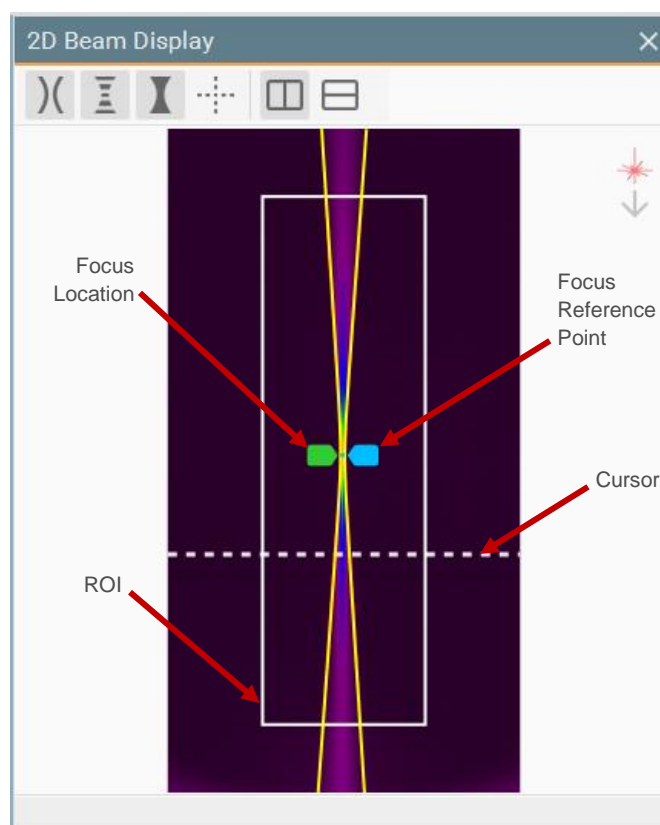 2D Beam Display
Focus
Location
Focus
Reference
Point
Cursor
ROI